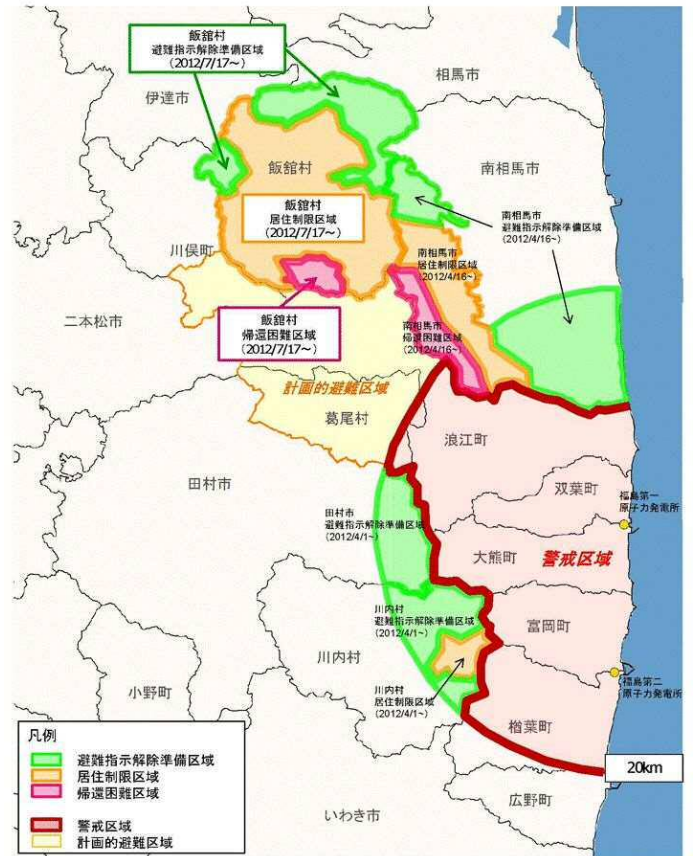 飯舘村
避難指示解除準備区域
(2012/7/17～)
相馬市
伊達市
飯舘村
南相馬市
飯舘村
居住制限区域
(2012/7/17～)
南相馬市
避難指示解除準備区域
(2012/4/16～)
川俣町
南相馬市
居住制限区域
(2012/4/16～)
二本松市
飯舘村
帰還困難区域
(2012/7/17～)
南相馬市
帰還困難区域
(2012/4/16～)
計画的避難区域
葛尾村
浪江町
田村市
双葉町
福島第一
原子力発電所
田村市
避難指示解除準備区域
(2012/4/1～)
大熊町
警戒区域
川内村
避難指示解除準備区域
(2012/4/1～)
富岡町
川内村
小野町
川内村
居住制限区域
(2012/4/1～)
福島第二
原子力発電所
楢葉町
20km
広野町
いわき市
凡例
避難指示解除準備区域
居住制限区域
帰還困難区域
警戒区域
計画的避難区域